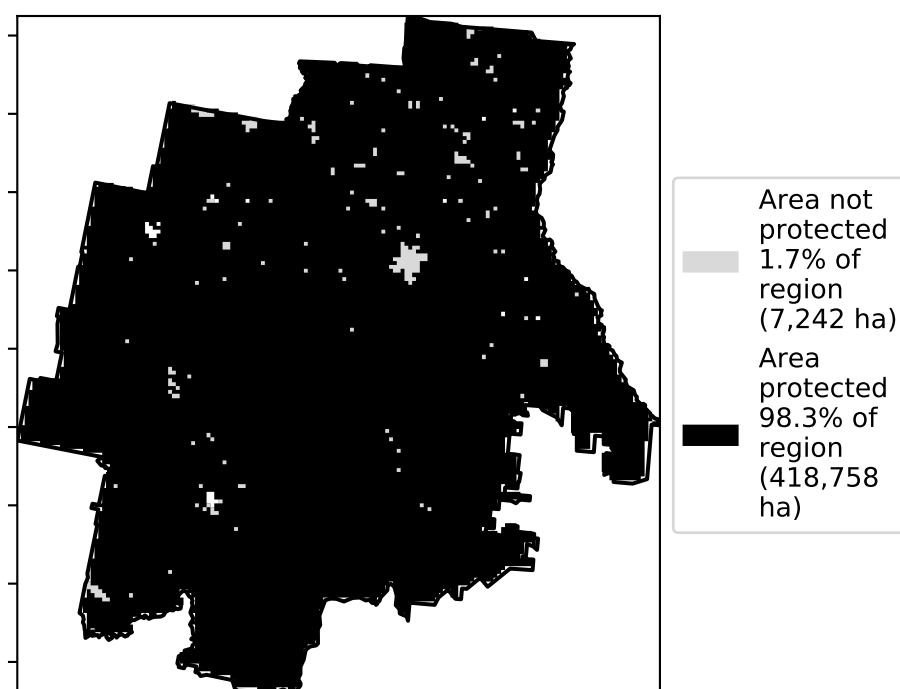 Area not
protected
1.7% of
region
(7,242 ha)
Area
protected
98.3% of
region
(418,758
ha)